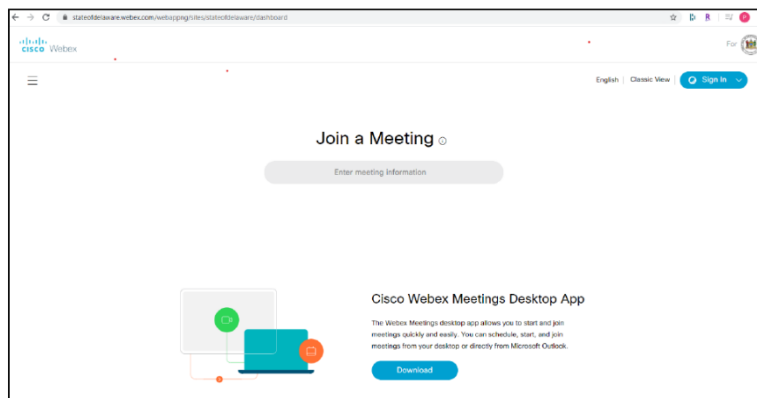 stateofdelaware.webex.com/webappng/sites/stateofdelaware/dashboard
CISCO Webex
For
English | Classic View | Sign In
Join a Meeting
Enter meeting information
Cisco Webex Meetings Desktop App
The Webex Meetings desktop app allows you to start and join
meetings quickly and easily. You can schedule, start, and join
meetings from your desktop or directly from Microsoft Outlook.
Download